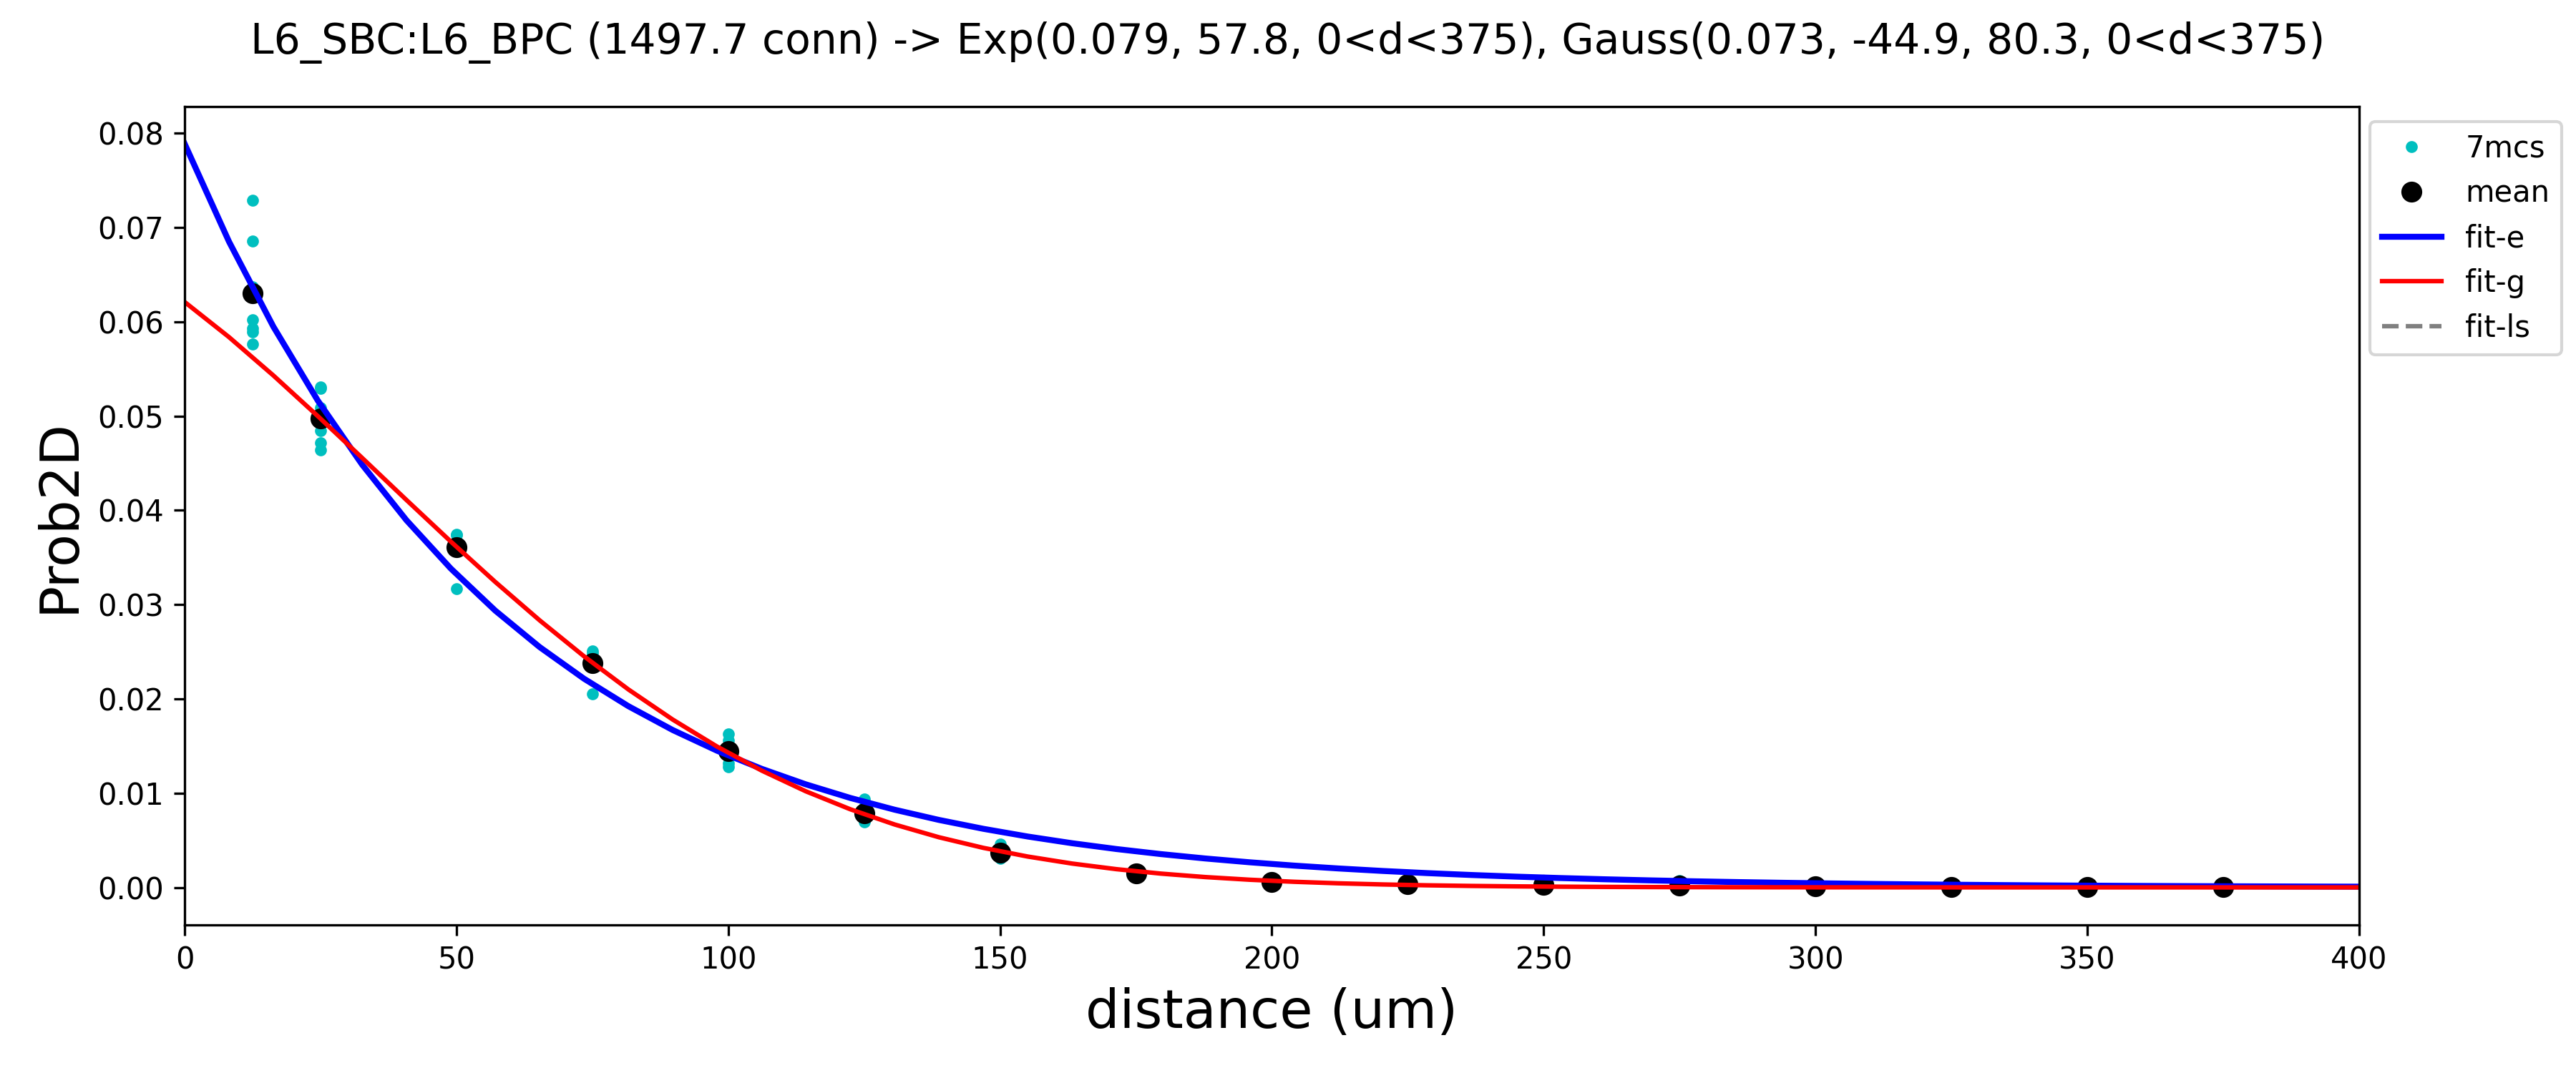 L6_SBC:L6_BPC (1497.7 conn) -> Exp(0.079, 57.8, 0<d<375), Gauss(0.073, -44.9, 80.3, 0<d<375)
0.08
0.07
0.06
0.05
0.04
0.03
0.02
0.01
0.00
Prob2D
0 50 100 150 200 250 300 350 400
distance (um)
7mcs
mean
fit-e
fit-g
fit-ls